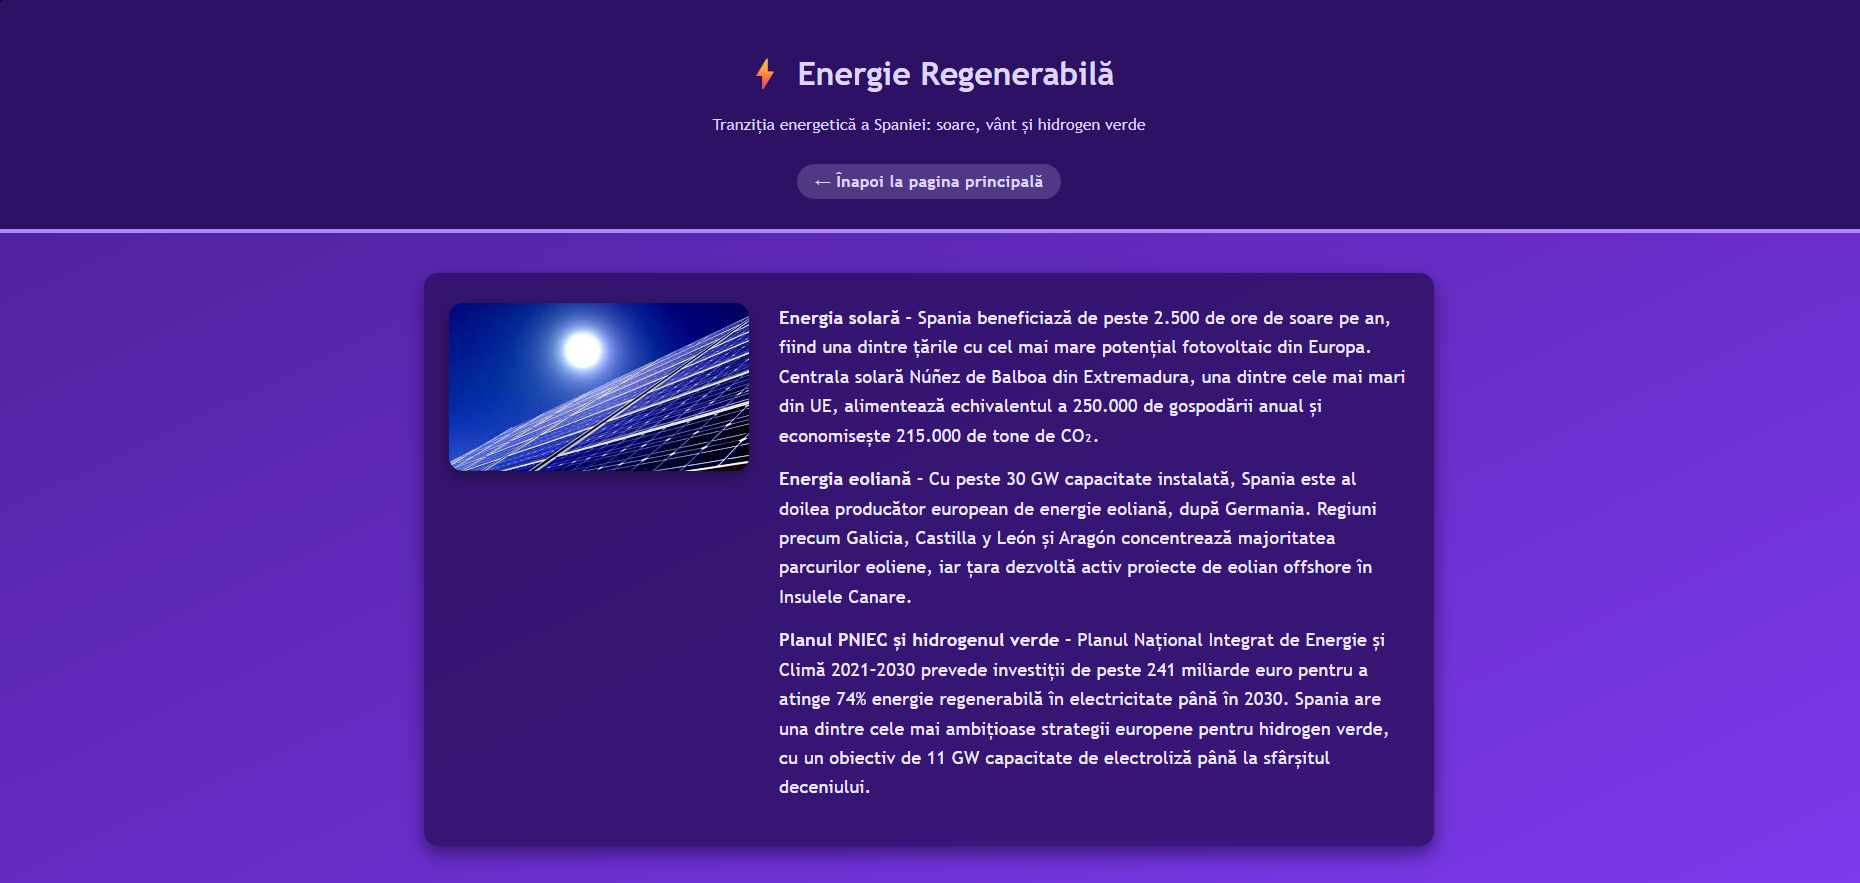 ⚡ Energie Regenerabilă
Tranziția energetică a Spaniei: soare, vânt și hidrogen verde
← Înapoi la pagina principală
Energia solară – Spania beneficiază de peste 2.500 de ore de soare pe an,
fiind una dintre țările cu cel mai mare potențial fotovoltaic din Europa.
Centrala solară Núñez de Balboa din Extremadura, una dintre cele mai mari
din UE, alimentează echivalentul a 250.000 de gospodării anual și
economisește 215.000 de tone de CO₂.
Energia eoliană – Cu peste 30 GW capacitate instalată, Spania este al
doilea producător european de energie eoliană, după Germania. Regiuni
precum Galicia, Castilla y León și Aragón concentrează majoritatea
parcurilor eoliene, iar țara dezvoltă activ proiecte de eolian offshore în
Insulele Canare.
Planul PNIEC și hidrogenul verde – Planul Național Integrat de Energie și
Climă 2021–2030 prevede investiții de peste 241 miliarde euro pentru a
atinge 74% energie regenerabilă în electricitate până în 2030. Spania are
una dintre cele mai ambițioase strategii europene pentru hidrogen verde,
cu un obiectiv de 11 GW capacitate de electroliză până la sfârșitul
deceniului.